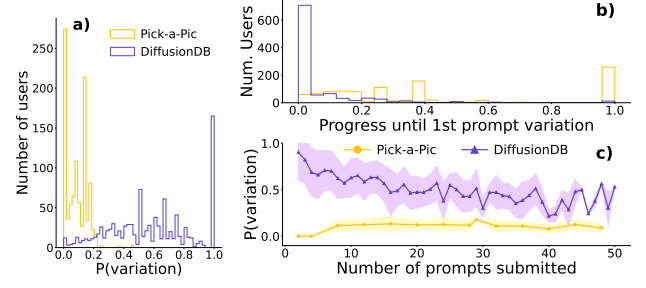 a)
Pick-a-Pic
DiffusionDB
Number of users
250
200
150
100
50
0
0.0 0.2 0.4 0.6 0.8 1.0
P(variation)
b)
Num. Users
600
400
200
0
0.0 0.2 0.4 0.6 0.8 1.0
Progress until 1st prompt variation
c)
Pick-a-Pic DiffusionDB
P(variation)
1.0
0.5
0.0
0 10 20 30 40 50
Number of prompts submitted